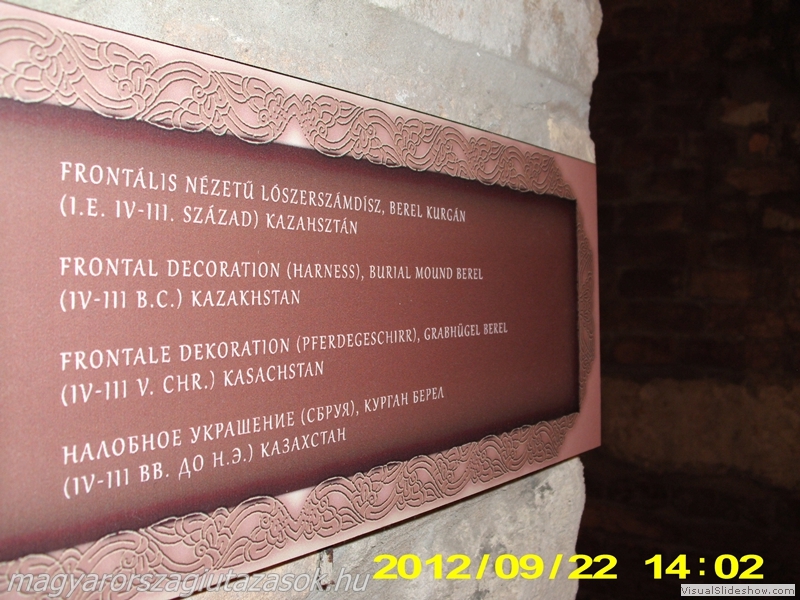 FRONTÁLIS NÉZETŰ LÓSZERSZÁMDÍSZ, BEREL KURGÁN
(I.E. IV-III. SZÁZAD) KAZAHSZTÁN
FRONTAL DECORATION (HARNESS), BURIAL MOUND BEREL
(IV-III B.C.) KAZAKHSTAN
FRONTALE DEKORATION (PFERDEGESCHIRR), GRABHÜGEL BEREL
(IV-III V. CHR.) KASACHSTAN
НАЛОБНОЕ УКРАШЕНИЕ (СБРУЯ), КУРГАН БЕРЕЛ
(IV-III ВВ. ДО Н.Э.) КАЗАХСТАН
magyarországiutazások.hu
2012/09/22 14:02
VisualSlideshow.com